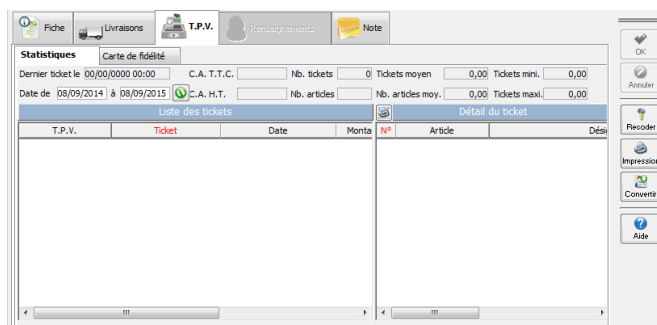 Fiche Livraisons T.P.V. Renseignements Note
Statistiques Carte de fidélité
Dernier ticket le 00/00/0000 00:00 C.A. T.T.C. Nb. tickets 0 Tickets moyen 0,00 Tickets mini. 0,00
Date de 08/09/2014 à 08/09/2015 C.A. H.T. Nb. articles Nb. articles moy. 0,00 Tickets maxi. 0,00
Liste des tickets Détail du ticket
T.P.V. Ticket Date Monta N° Article Dési
OK
Annuler
Recoder
Impression
Convertir
Aide